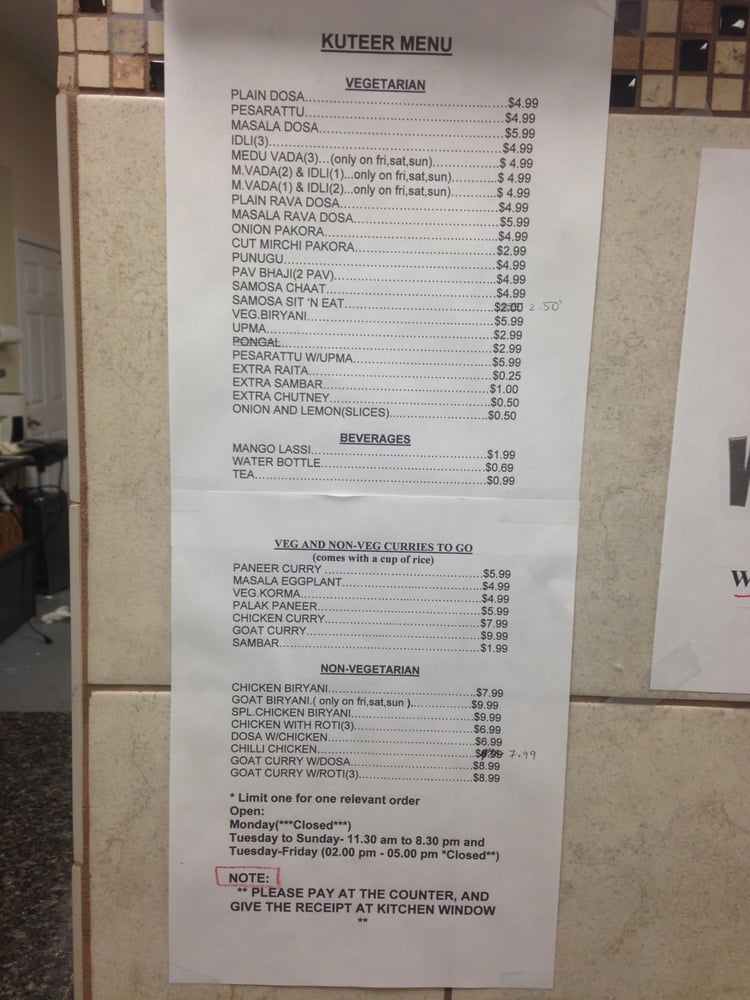 KUTEER MENU
VEGETARIAN
PLAIN DOSA..................................................$4.99
PESARATTU..................................................$4.99
MASALA DOSA..............................................$5.99
IDLI(3)..........................................................$4.99
MEDU VADA(3)...(only on fri,sat,sun)..............$ 4.99
M.VADA(2) & IDLI(1)...only on fri,sat,sun).........$ 4.99
M.VADA(1) & IDLI(2)...only on fri,sat,sun).........$ 4.99
PLAIN RAVA DOSA.......................................$4.99
MASALA RAVA DOSA....................................$5.99
ONION PAKORA...........................................$4.99
CUT MIRCHI PAKORA....................................$2.99
PUNUGU.....................................................$4.99
PAV BHAJI(2 PAV).........................................$4.99
SAMOSA CHAAT...........................................$4.99
SAMOSA SIT 'N EAT......................................$2.00 2.50
VEG.BIRYANI................................................$5.99
UPMA..........................................................$2.99
PONGAL......................................................$2.99
PESARATTU W/UPMA....................................$5.99
EXTRA RAITA................................................$0.25
EXTRA SAMBAR............................................$1.00
EXTRA CHUTNEY..........................................$0.50
ONION AND LEMON(SLICES)..........................$0.50
BEVERAGES
MANGO LASSI..............................................$1.99
WATER BOTTLE............................................$0.69
TEA.............................................................$0.99
VEG AND NON-VEG CURRIES TO GO
(comes with a cup of rice)
PANEER CURRY ...........................................$5.99
MASALA EGGPLANT......................................$4.99
VEG.KORMA.................................................$4.99
PALAK PANEER............................................$5.99
CHICKEN CURRY..........................................$7.99
GOAT CURRY...............................................$9.99
SAMBAR......................................................$1.99
NON-VEGETARIAN
CHICKEN BIRYANI.........................................$7.99
GOAT BIRYANI.( only on fri,sat,sun )...............$9.99
SPL.CHICKEN BIRYANI..................................$9.99
CHICKEN WITH ROTI(3).................................$6.99
DOSA W/CHICKEN........................................$6.99
CHILLI CHICKEN........................................... 7.99
GOAT CURRY W/DOSA..................................$8.99
GOAT CURRY W/ROTI(3)................................$8.99
* Limit one for one relevant order
Open:
Monday(***Closed***)
Tuesday to Sunday- 11.30 am to 8.30 pm and
Tuesday-Friday (02.00 pm - 05.00 pm *Closed**)
NOTE:
** PLEASE PAY AT THE COUNTER, AND
GIVE THE RECEIPT AT KITCHEN WINDOW
**